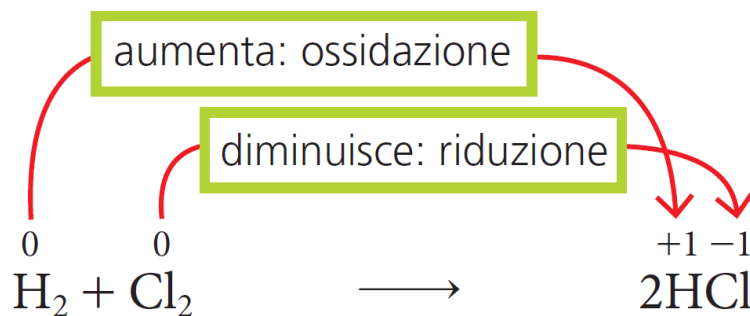 aumenta: ossidazione
diminuisce: riduzione
0 0 +1 −1
H₂ + Cl₂ ⟶ 2HCl